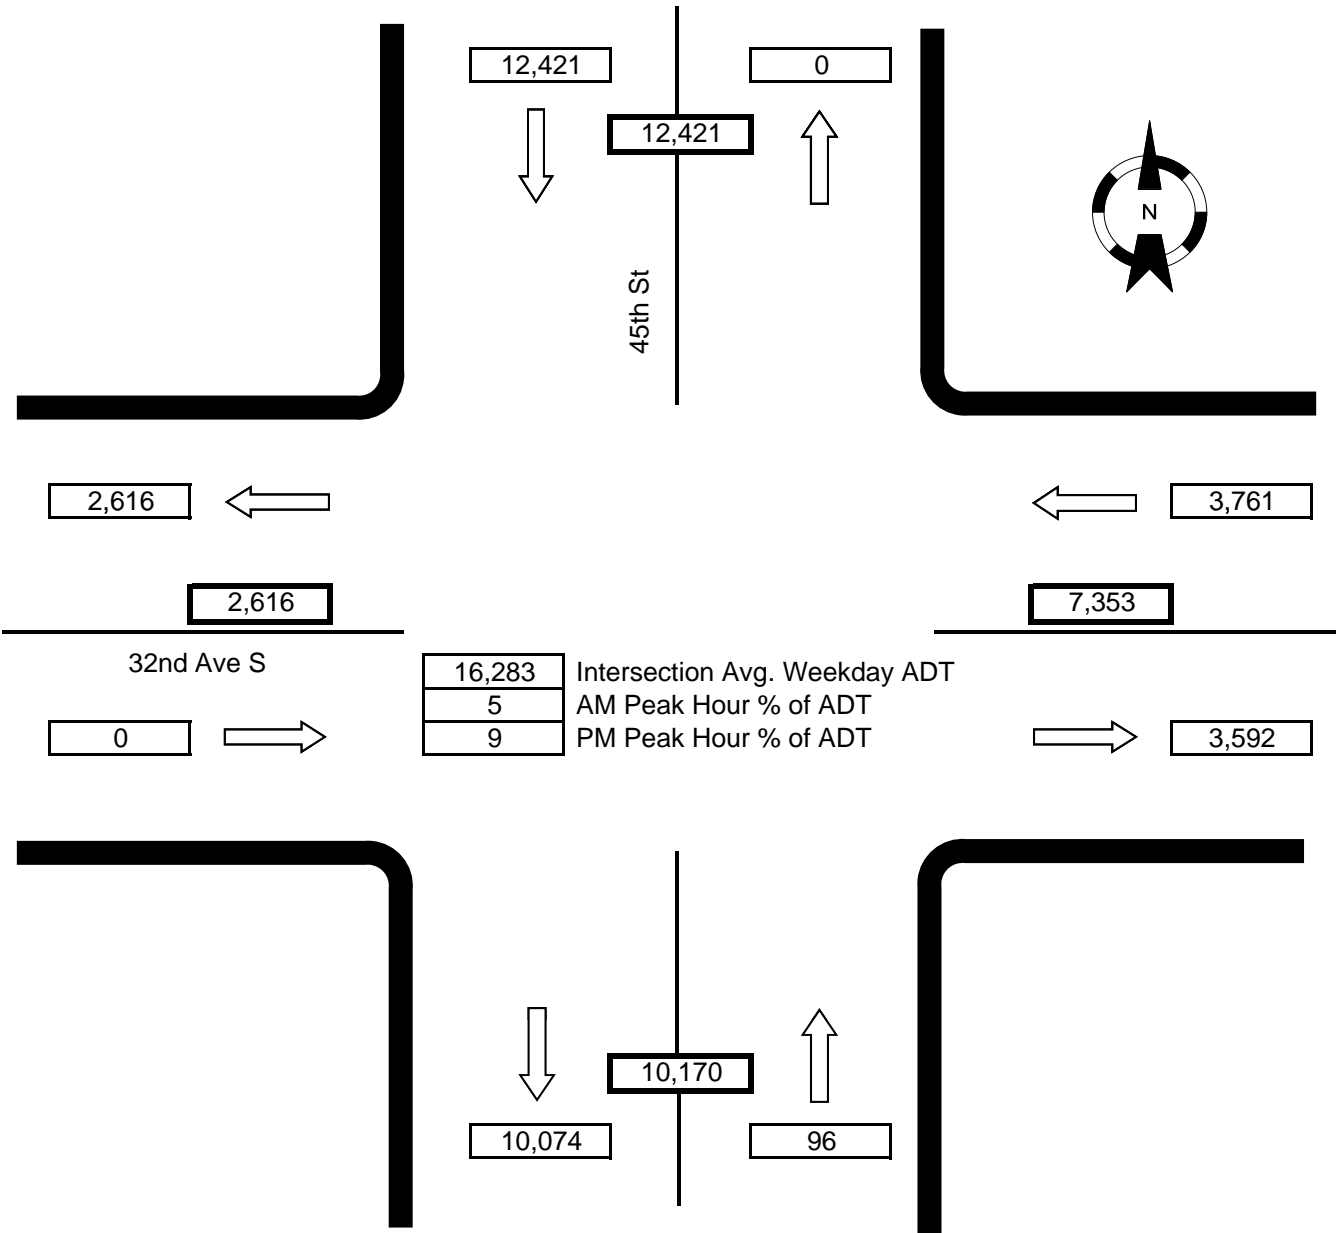 12,421
0
12,421
N
45th St
2,616
3,761
2,616
7,353
32nd Ave S
16,283 Intersection Avg. Weekday ADT
5 AM Peak Hour % of ADT
9 PM Peak Hour % of ADT
0
3,592
10,170
10,074
96